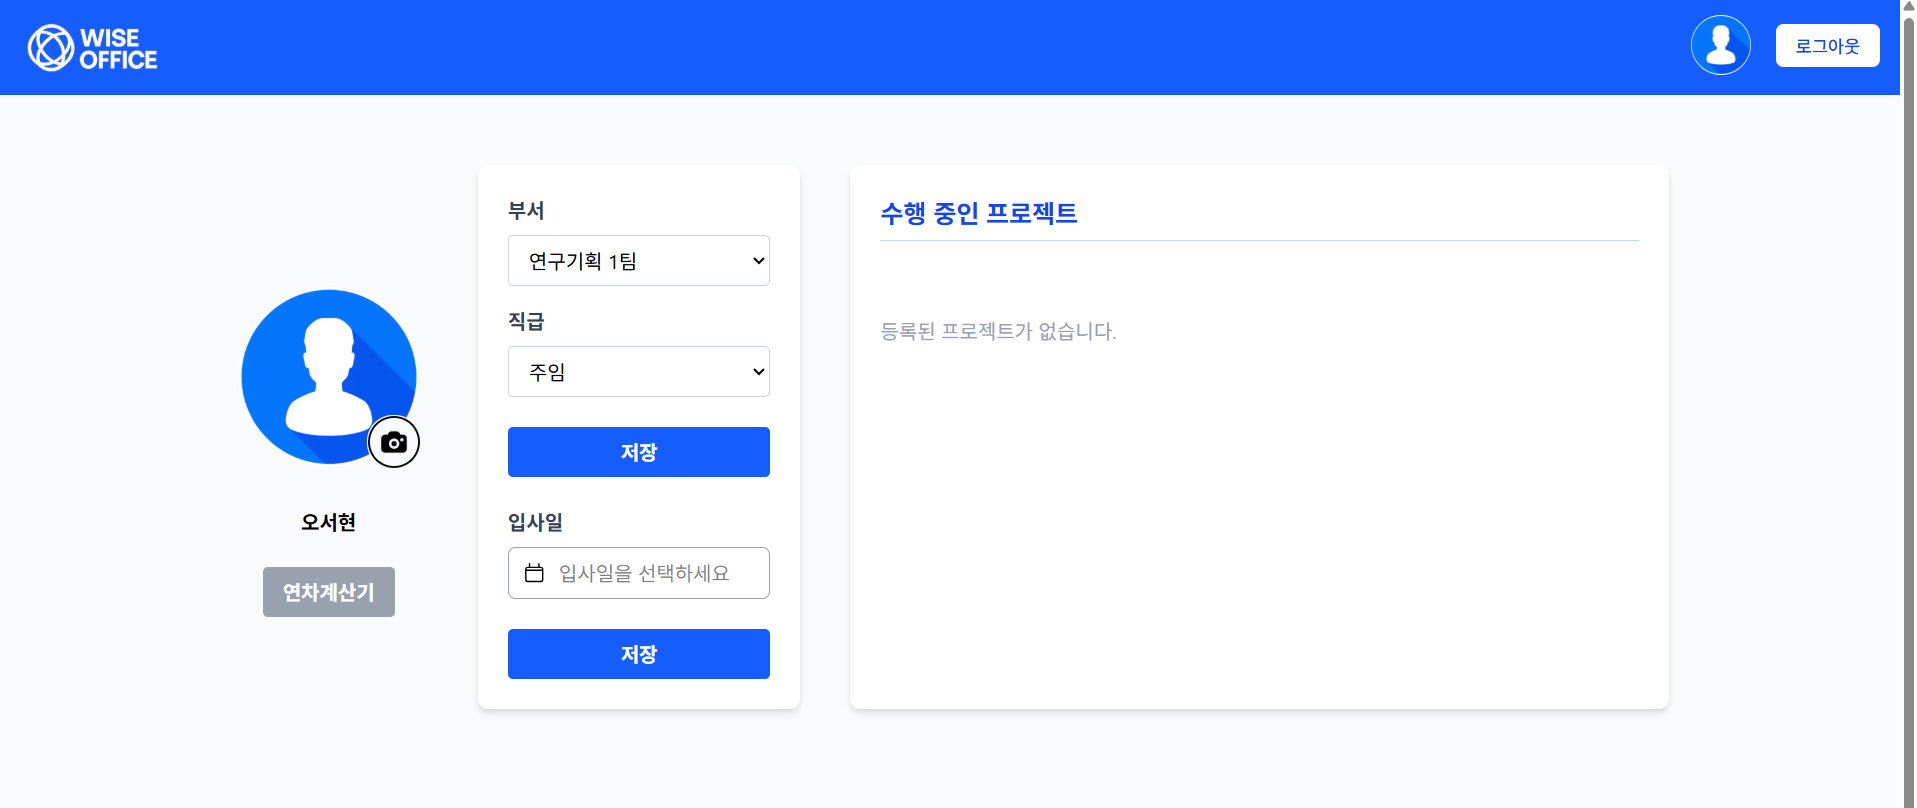 WISE
OFFICE
로그아웃
오서현
연차계산기
부서
연구기획 1팀
직급
주임
저장
입사일
입사일을 선택하세요
저장
수행 중인 프로젝트
등록된 프로젝트가 없습니다.